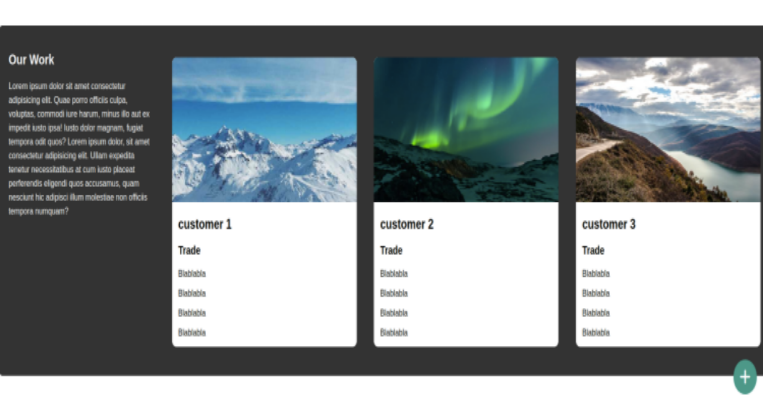 Our Work
Lorem ipsum dolor sit amet consectetur
adipisicing elit. Quae porro officiis culpa,
voluptas, commodi iure harum, minus illo aut ex
impedit iusto ipsa! Iusto dolor magnam, fugiat
tempora odit quos? Lorem ipsum dolor, sit amet
consectetur adipisicing elit. Ullam expedita
tenetur necessitatibus at cum iusto placeat
perferendis eligendi quos accusamus, quam
nesciunt hic adipisci illum molestiae non officiis
tempora numquam?
customer 1
Trade
Blablabla
Blablabla
Blablabla
Blablabla
customer 2
Trade
Blablabla
Blablabla
Blablabla
Blablabla
customer 3
Trade
Blablabla
Blablabla
Blablabla
Blablabla
+